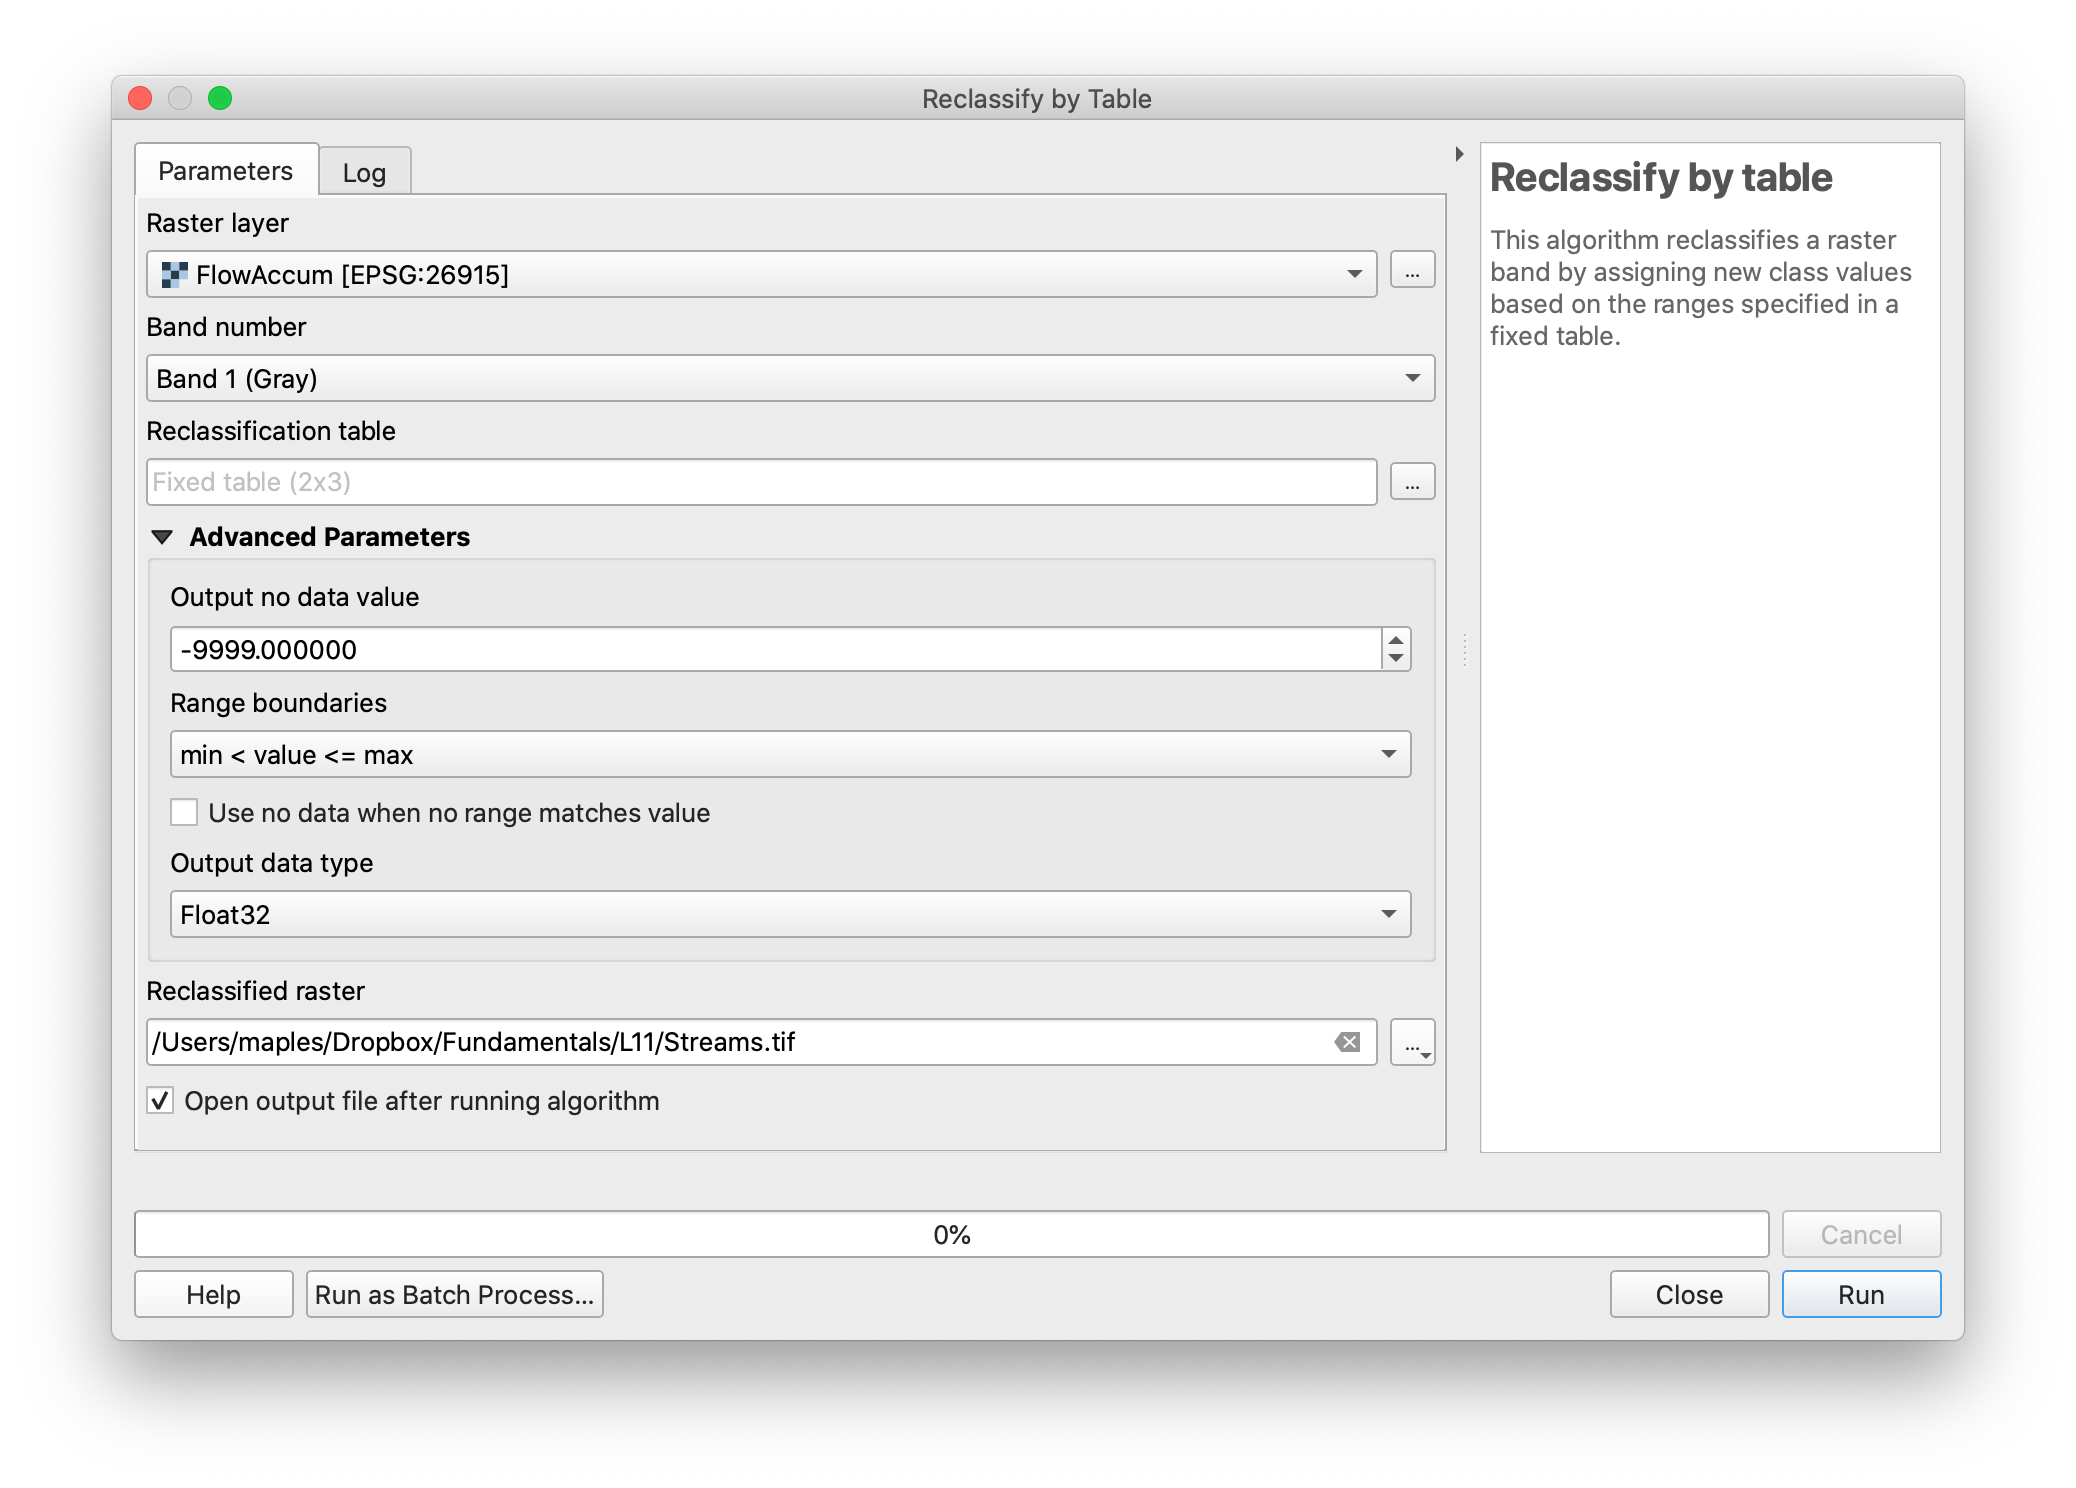 Reclassify by Table
Parameters
Log
Raster layer
FlowAccum [EPSG:26915]
...
Band number
Band 1 (Gray)
Reclassification table
Fixed table (2x3)
...
Advanced Parameters
Output no data value
-9999.000000
Range boundaries
min < value <= max
Use no data when no range matches value
Output data type
Float32
Reclassified raster
/Users/maples/Dropbox/Fundamentals/L11/Streams.tif
...
Open output file after running algorithm
Reclassify by table
This algorithm reclassifies a raster
band by assigning new class values
based on the ranges specified in a
fixed table.
0%
Cancel
Help
Run as Batch Process...
Close
Run